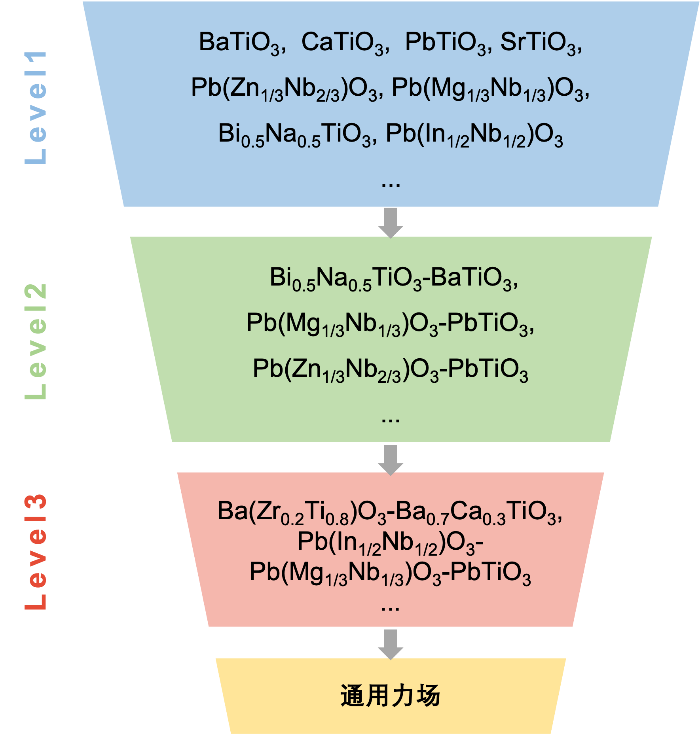 Level1
BaTiO₃, CaTiO₃, PbTiO₃, SrTiO₃,
Pb(Zn₁/₃Nb₂/₃)O₃, Pb(Mg₁/₃Nb₁/₃)O₃,
Bi₀.₅Na₀.₅TiO₃, Pb(In₁/₂Nb₁/₂)O₃
...
Level2
Bi₀.₅Na₀.₅TiO₃-BaTiO₃,
Pb(Mg₁/₃Nb₁/₃)O₃-PbTiO₃,
Pb(Zn₁/₃Nb₂/₃)O₃-PbTiO₃
...
Level3
Ba(Zr₀.₂Ti₀.₈)O₃-Ba₀.₇Ca₀.₃TiO₃,
Pb(In₁/₂Nb₁/₂)O₃-
Pb(Mg₁/₃Nb₁/₃)O₃-PbTiO₃
...
通用力场